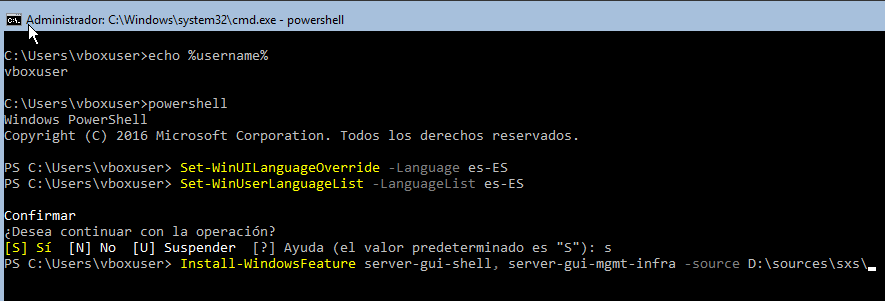 Administrador: C:\Windows\system32\cmd.exe - powershell
C:\Users\vboxuser>echo %username%
vboxuser
C:\Users\vboxuser>powershell
Windows PowerShell
Copyright (C) 2016 Microsoft Corporation. Todos los derechos reservados.
PS C:\Users\vboxuser> Set-WinUILanguageOverride -Language es-ES
PS C:\Users\vboxuser> Set-WinUserLanguageList -LanguageList es-ES
Confirmar
¿Desea continuar con la operación?
[S] Sí  [N] No  [U] Suspender  [?] Ayuda (el valor predeterminado es "S"): s
PS C:\Users\vboxuser> Install-WindowsFeature server-gui-shell, server-gui-mgmt-infra -source D:\sources\sxs\